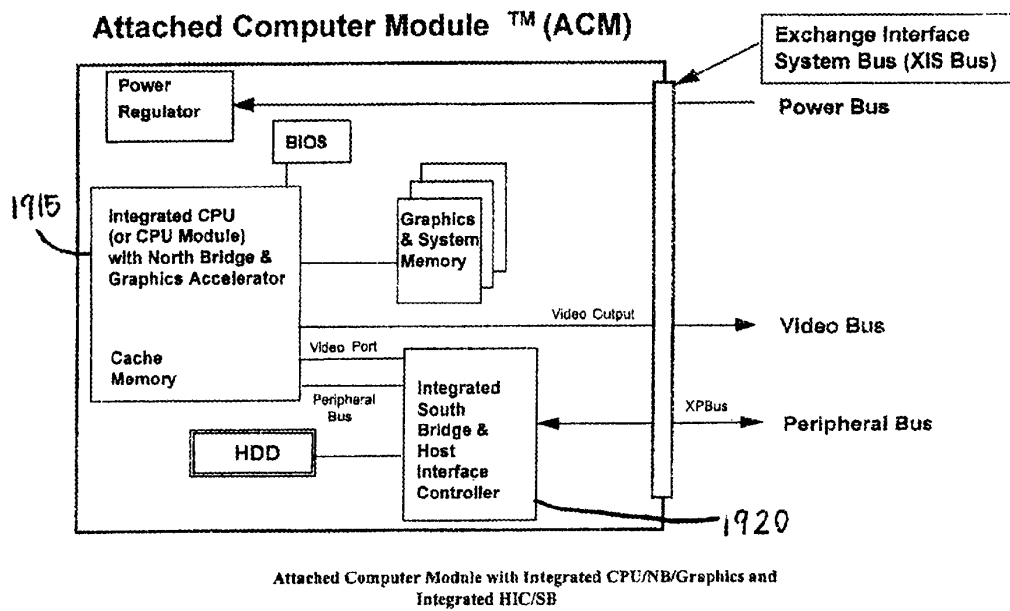 Attached Computer Module ™ (ACM)
Exchange Interface
System Bus (XIS Bus)
Power
Regulator
Power Bus
BIOS
1915
Integrated CPU
(or CPU Module)
with North Bridge &
Graphics Accelerator
Graphics
& System
Memory
Video Output
Video Bus
Cache
Memory
Video Port
Peripheral
Bus
Integrated
South
Bridge &
Host
Interface
Controller
XPBus
Peripheral Bus
HDD
1920
Attached Computer Module with Integrated CPU/NB/Graphics and
Integrated HIC/SB